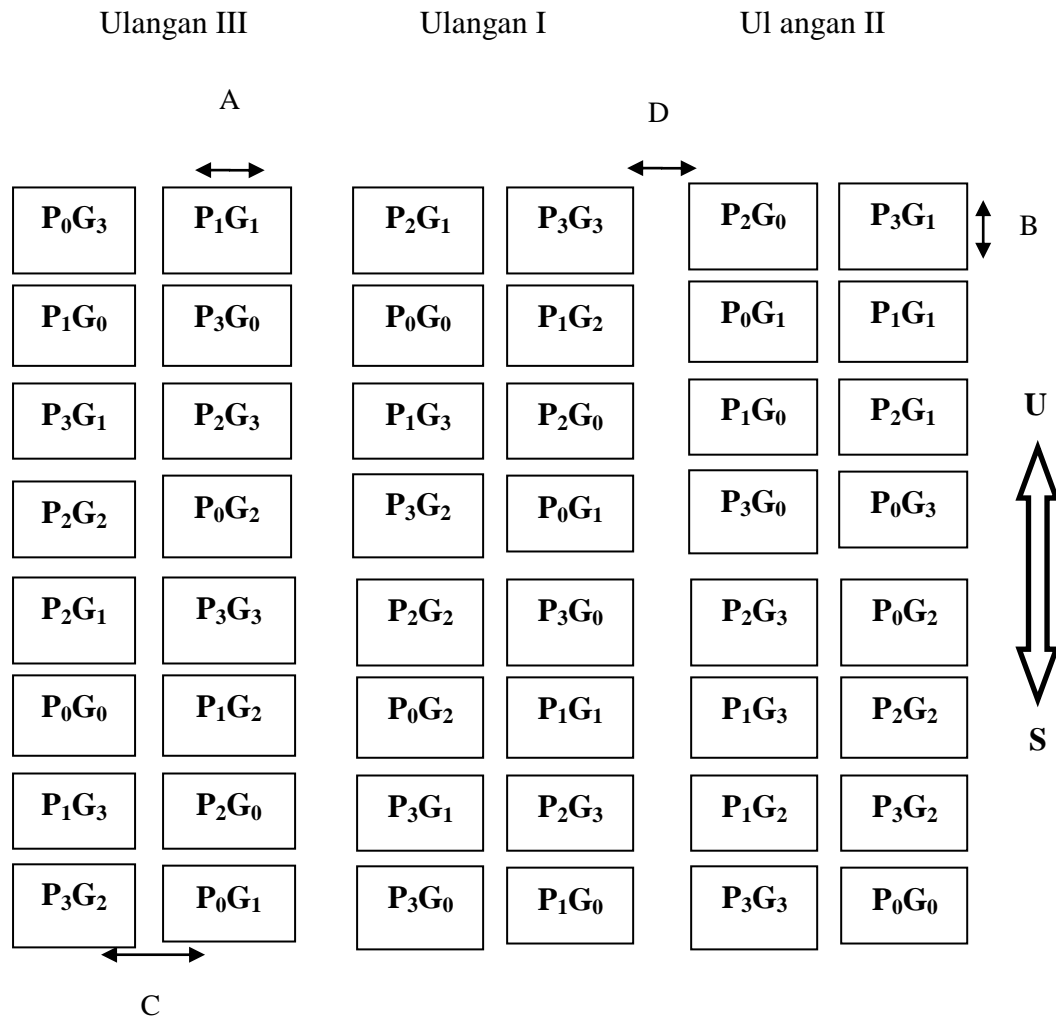 Ulangan III Ulangan I Ul angan II
A
D
P₀G₃ P₁G₁ P₂G₁ P₃G₃ P₂G₀ P₃G₁ B
P₁G₀ P₃G₀ P₀G₀ P₁G₂ P₀G₁ P₁G₁
P₃G₁ P₂G₃ P₁G₃ P₂G₀ P₁G₀ P₂G₁ U
P₂G₂ P₀G₂ P₃G₂ P₀G₁ P₃G₀ P₀G₃
P₂G₁ P₃G₃ P₂G₂ P₃G₀ P₂G₃ P₀G₂
P₀G₀ P₁G₂ P₀G₂ P₁G₁ P₁G₃ P₂G₂
S
P₁G₃ P₂G₀ P₃G₁ P₂G₃ P₁G₂ P₃G₂
P₃G₂ P₀G₁ P₃G₀ P₁G₀ P₃G₃ P₀G₀
C